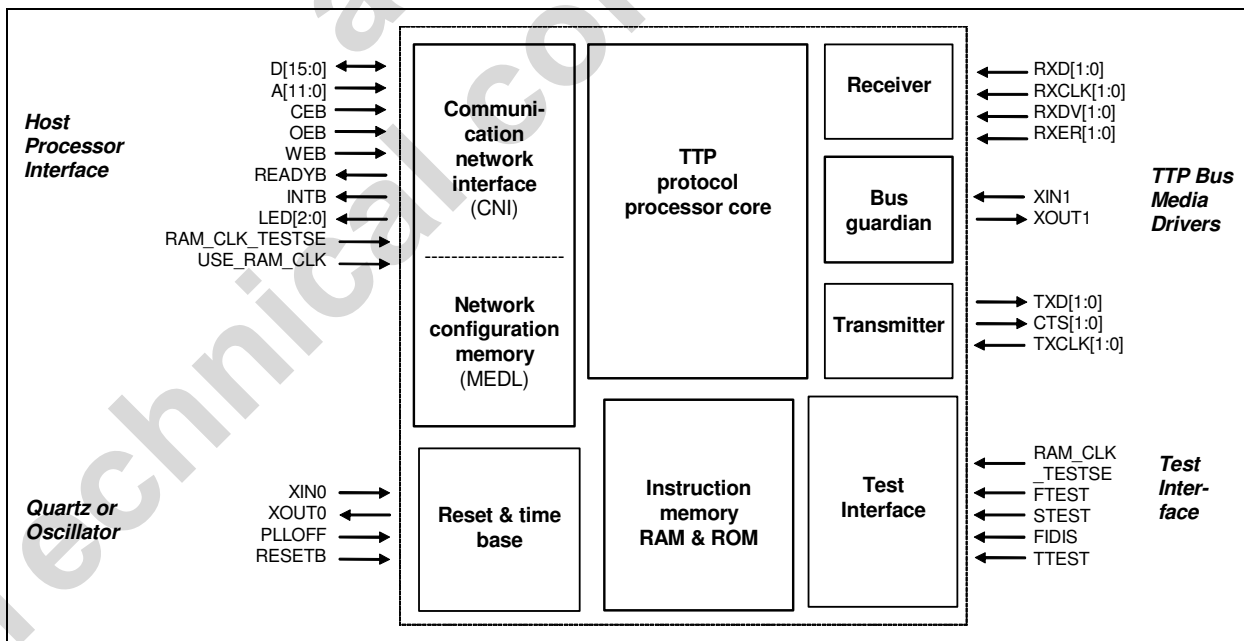 Host
Processor
Interface
D[15:0]
A[11:0]
CEB
OEB
WEB
READYB
INTB
LED[2:0]
RAM_CLK_TESTSE
USE_RAM_CLK
Quartz or
Oscillator
XIN0
XOUT0
PLLOFF
RESETB
Communi-
cation
network
interface
(CNI)
Network
configuration
memory
(MEDL)
Reset & time
base
TTP
protocol
processor core
Instruction
memory
RAM & ROM
Receiver
Bus
guardian
Transmitter
Test
Interface
RXD[1:0]
RXCLK[1:0]
RXDV[1:0]
RXER[1:0]
XIN1
XOUT1
TXD[1:0]
CTS[1:0]
TXCLK[1:0]
TTP Bus
Media
Drivers
RAM_CLK
_TESTSE
FTEST
STEST
FIDIS
TTEST
Test
Inter-
face
technical co